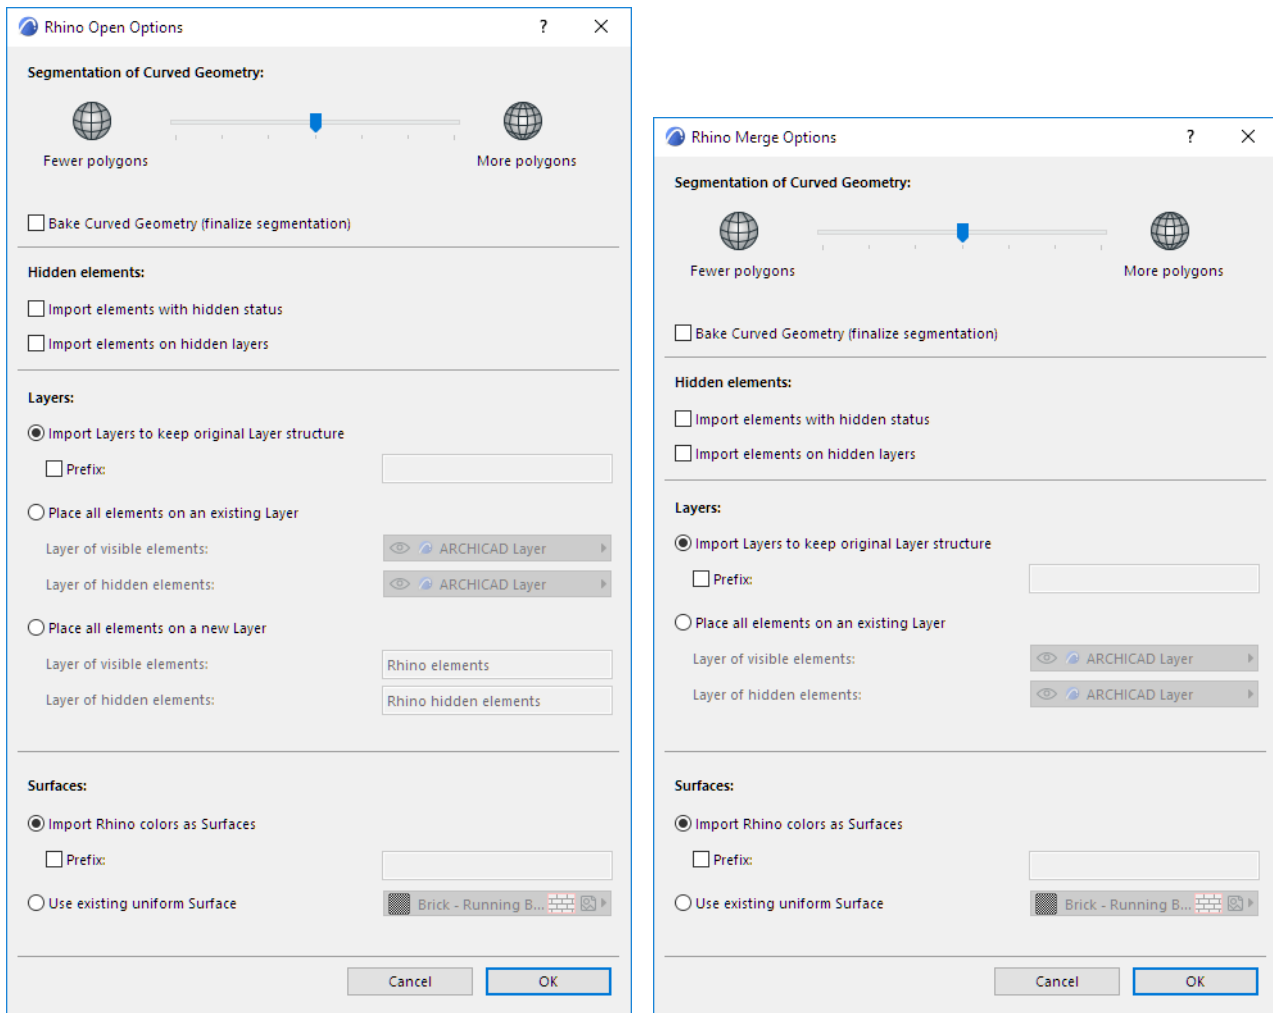 Rhino Open Options ?
Segmentation of Curved Geometry:
Fewer polygons More polygons
Bake Curved Geometry (finalize segmentation)
Hidden elements:
Import elements with hidden status
Import elements on hidden layers
Layers:
Import Layers to keep original Layer structure
Prefix:
Place all elements on an existing Layer
Layer of visible elements: ARCHICAD Layer
Layer of hidden elements: ARCHICAD Layer
Place all elements on a new Layer
Layer of visible elements: Rhino elements
Layer of hidden elements: Rhino hidden elements
Surfaces:
Import Rhino colors as Surfaces
Prefix:
Use existing uniform Surface Brick - Running B...
Cancel OK
Rhino Merge Options ?
Segmentation of Curved Geometry:
Fewer polygons More polygons
Bake Curved Geometry (finalize segmentation)
Hidden elements:
Import elements with hidden status
Import elements on hidden layers
Layers:
Import Layers to keep original Layer structure
Prefix:
Place all elements on an existing Layer
Layer of visible elements: ARCHICAD Layer
Layer of hidden elements: ARCHICAD Layer
Surfaces:
Import Rhino colors as Surfaces
Prefix:
Use existing uniform Surface Brick - Running B...
Cancel OK